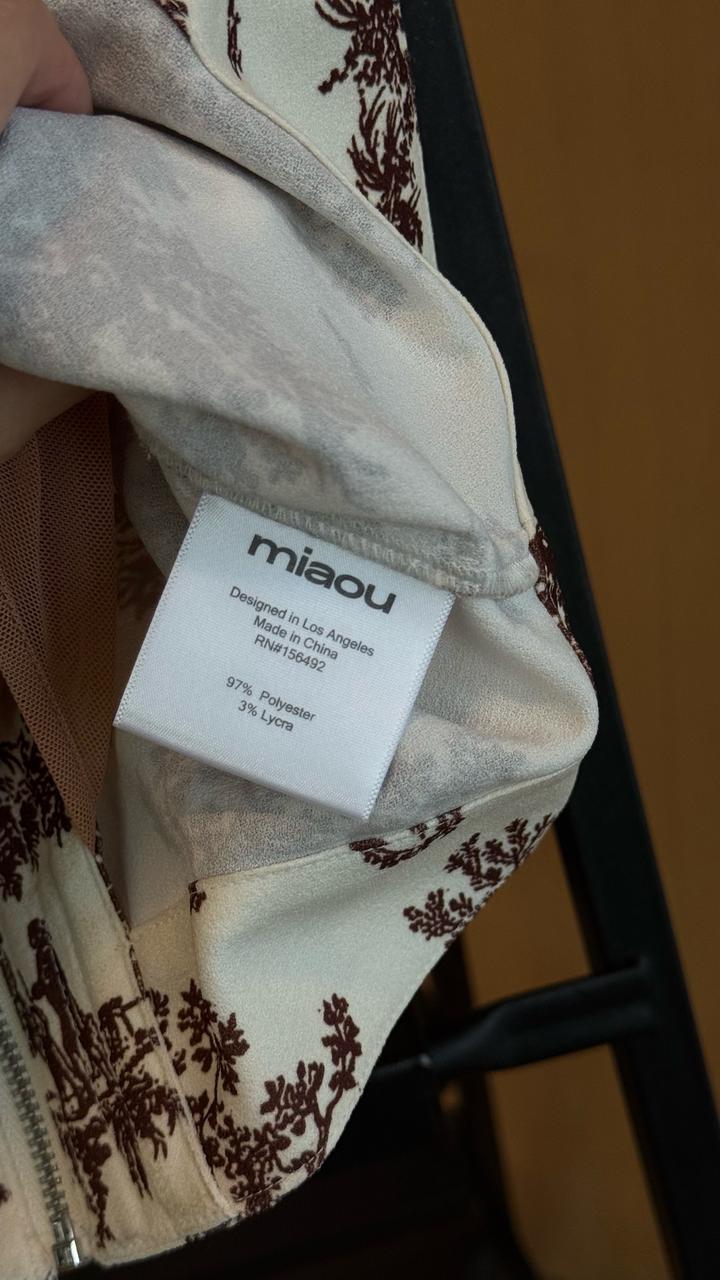 miaou
Designed in Los Angeles
Made in China
RN#156492
97% Polyester
3% Lycra